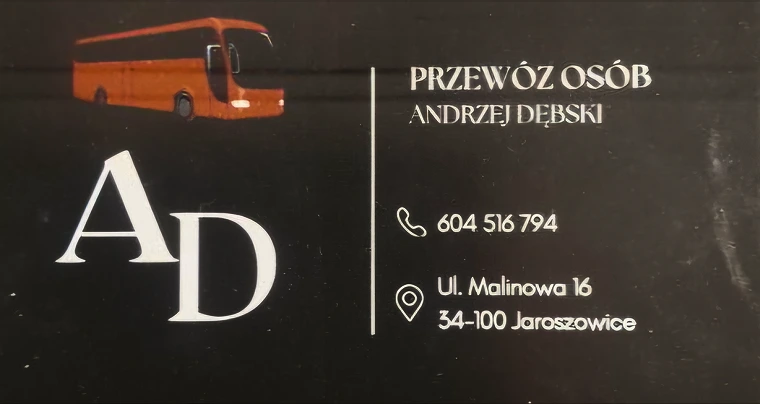 PRZEWÓZ OSÓB
ANDRZEJ DĘBSKI
AD
604 516 794
Ul. Malinowa 16
34-100 Jaroszowice